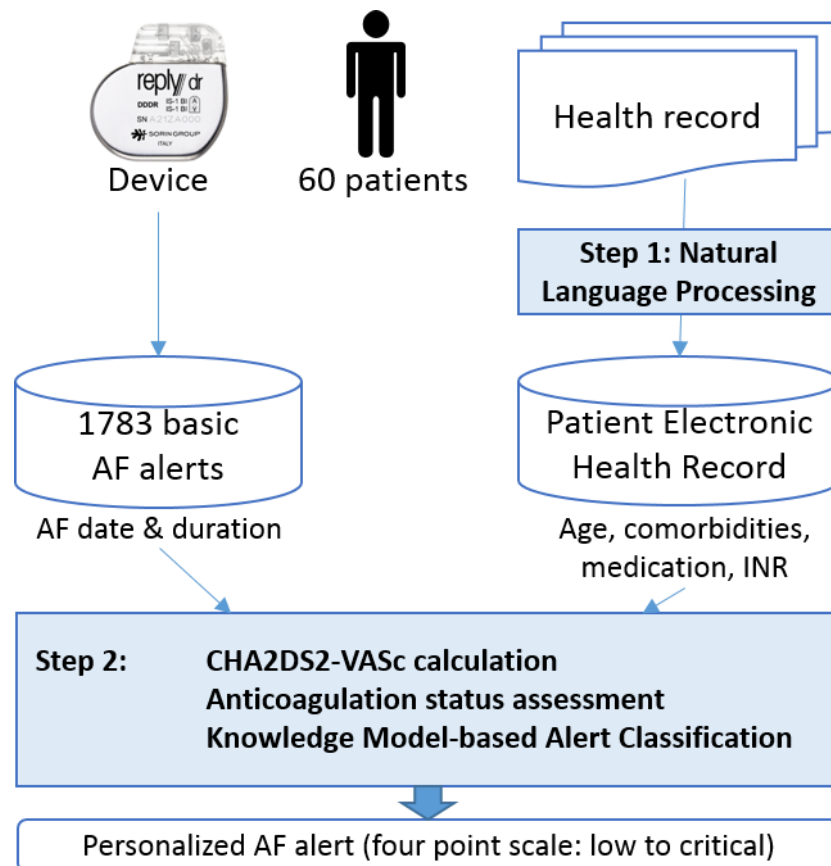 reply dr
DDDR IS-1 BI A
IS-1 BI V
SN A21ZA000
SORIN GROUP
ITALY
Device
60 patients
Health record
Step 1: Natural
Language Processing
1783 basic
AF alerts
Patient Electronic
Health Record
AF date & duration
Age, comorbidities,
medication, INR
Step 2: CHA2DS2-VASc calculation
Anticoagulation status assessment
Knowledge Model-based Alert Classification
Personalized AF alert (four point scale: low to critical)